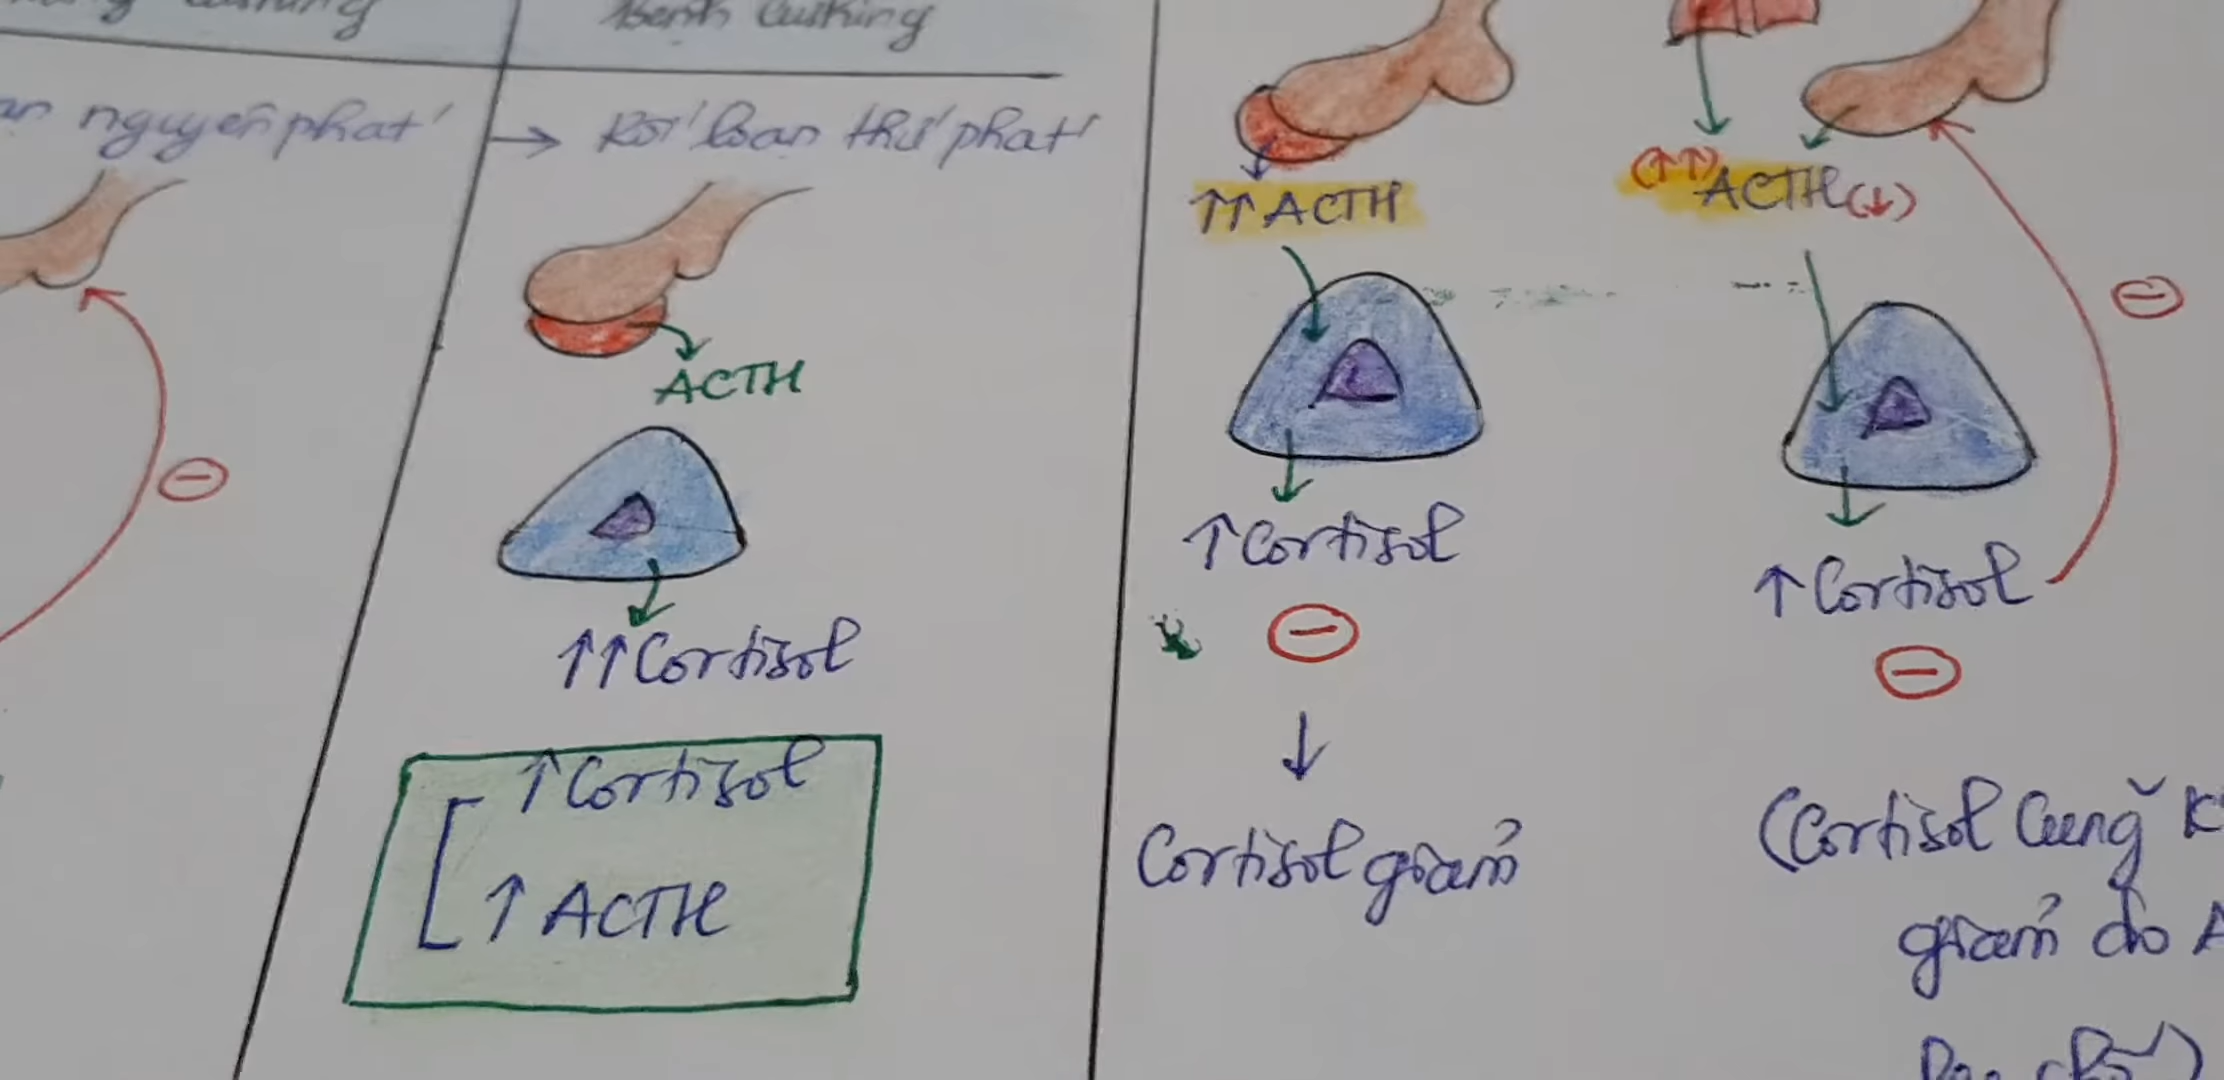 Bệnh Cushing
nguyên phát
→ Rối loạn thứ phát
ACTH
↑↑ Cortisol
↑ Cortisol
↑ ACTH
↑↑ ACTH
↑ Cortisol
⊖
↓
Cortisol giảm
(↑↑) ACTH (↓)
⊖
↑ Cortisol
⊖
(Cortisol cũng
giảm do
⊖